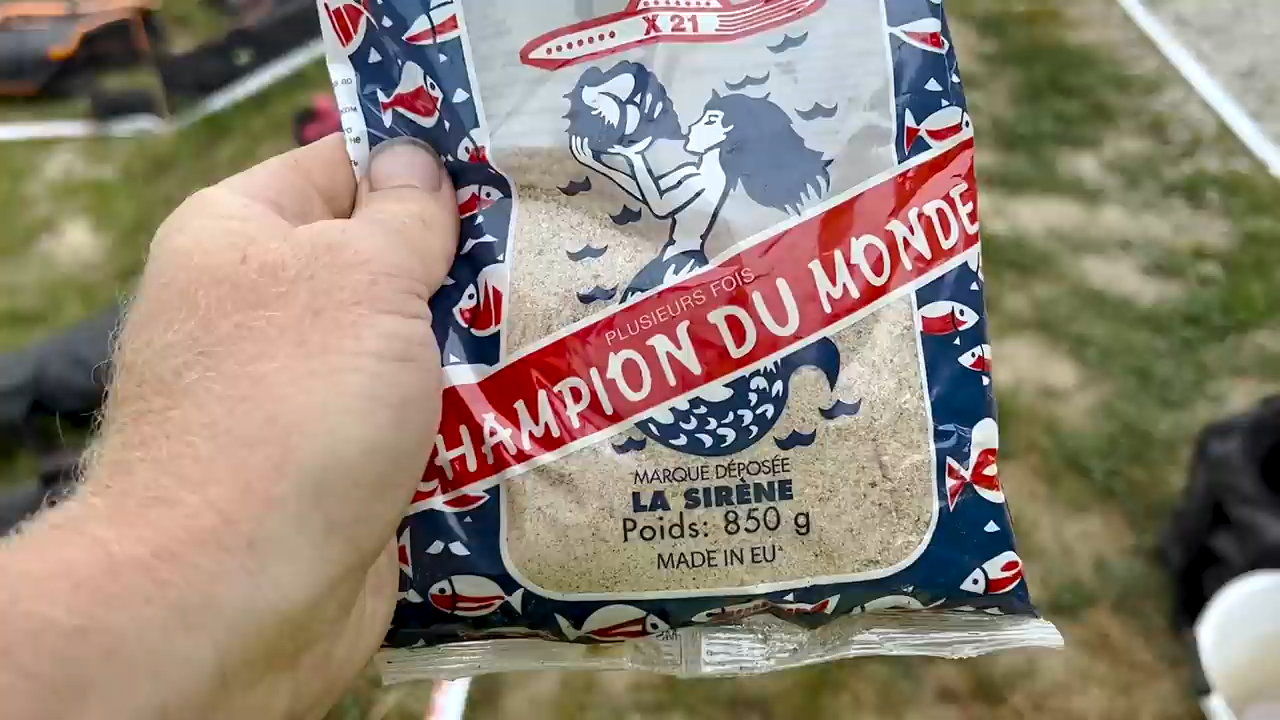 X 21
PLUSIEURS FOIS
CHAMPION DU MONDE
MARQUE DÉPOSÉE
LA SIRÈNE
Poids: 850 g
MADE IN EU